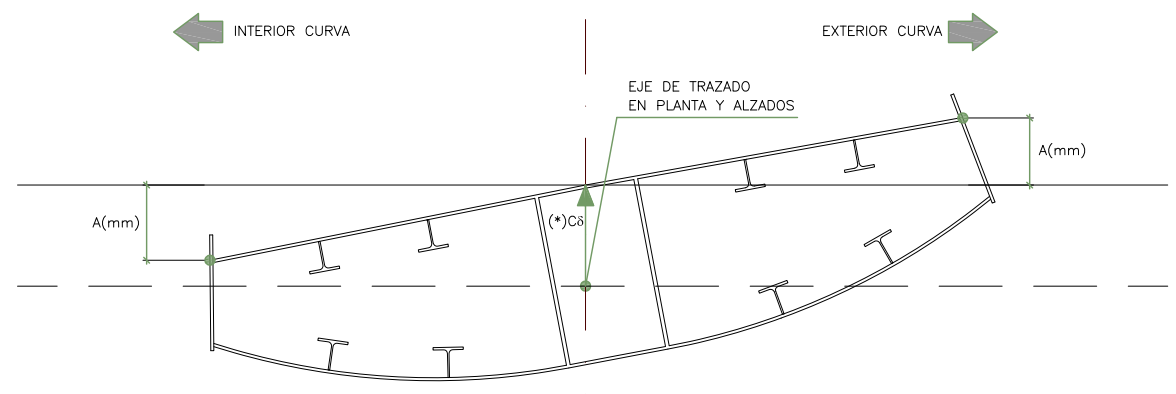 INTERIOR CURVA
EXTERIOR CURVA
EJE DE TRAZADO
EN PLANTA Y ALZADOS
A(mm)
A(mm)
(*)Cδ